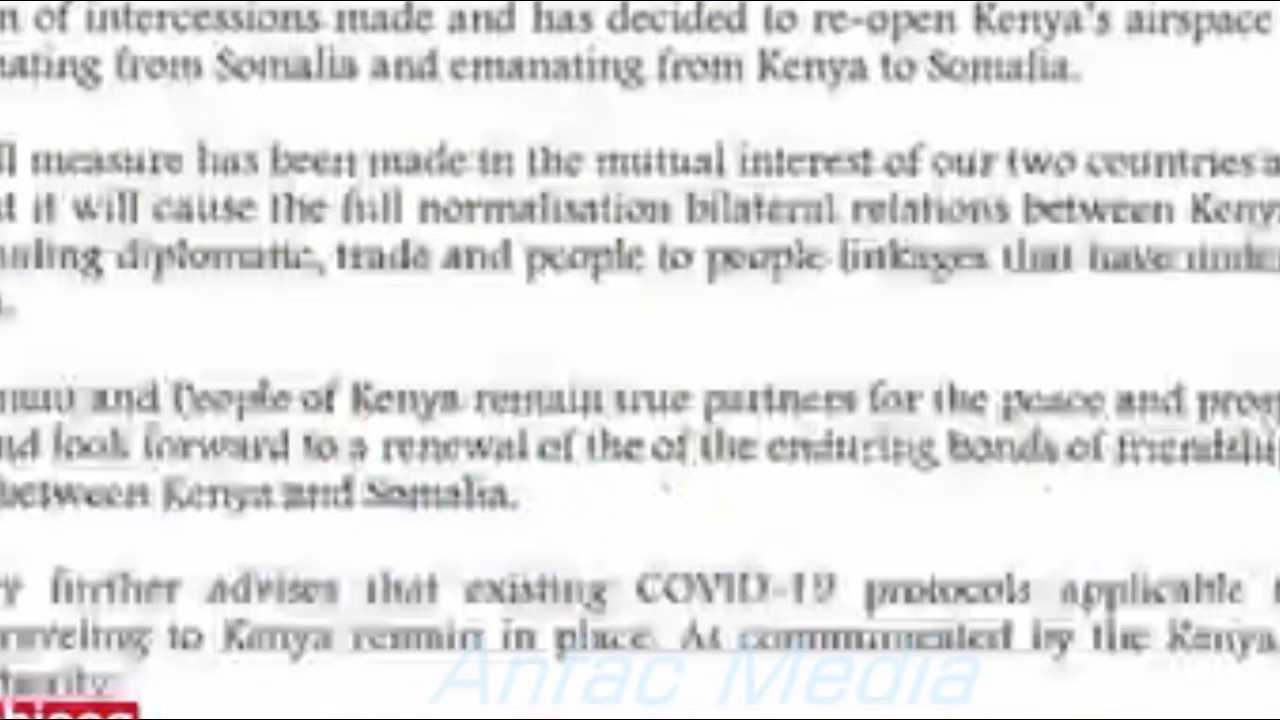 of intercessions made and has decided to re-open Kenya's airspace
nating from Somalia and emanating from Kenya to Somalia.
measure has been made in the mutual interest of our two countries
it will cause the full normalisation bilateral relations between Keny
diplomatic, trade and people to people linkages that have under
and People of Kenya remain true partners for the peace and prog
nd look forward to a renewal of the of the enduring bonds of friendshi
between Kenya and Somalia.
further advises that existing COVID-19 protocols applicable
raveling to Kenya remain in place. As communicated by the Kenya
Anfac Media